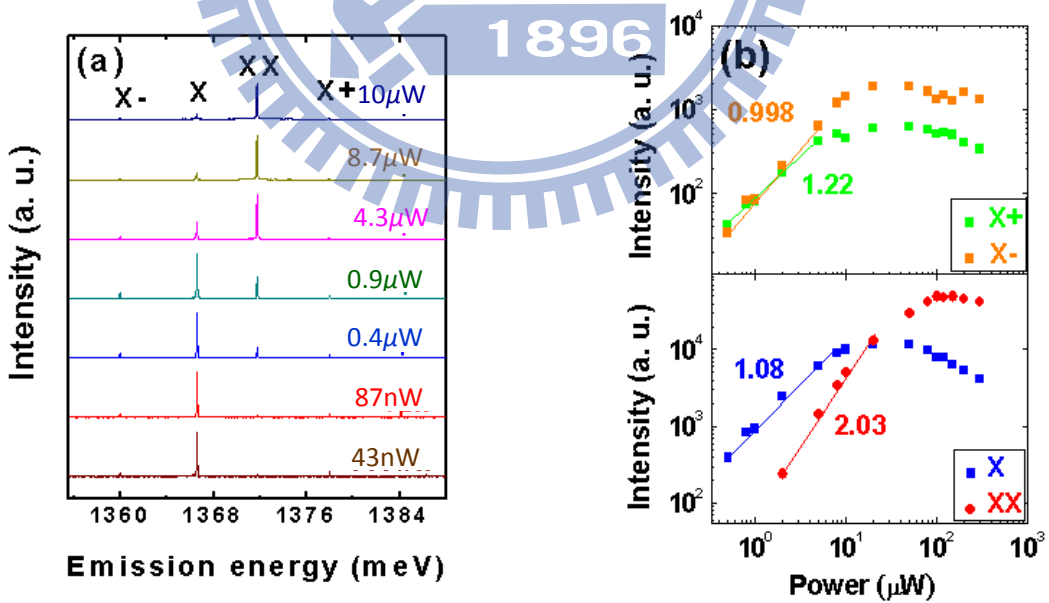 1896
(a)
X- X XX X+ 10μW
8.7μW
4.3μW
0.9μW
0.4μW
87nW
43nW
Intensity (a. u.)
1360 1368 1376 1384
Emission energy (meV)
(b)
10⁴
10³
10²
0.998
1.22
X+
X-
Intensity (a. u.)
10⁴
10³
10²
1.08
2.03
X
XX
Intensity (a. u.)
10⁰ 10¹ 10² 10³
Power (μW)